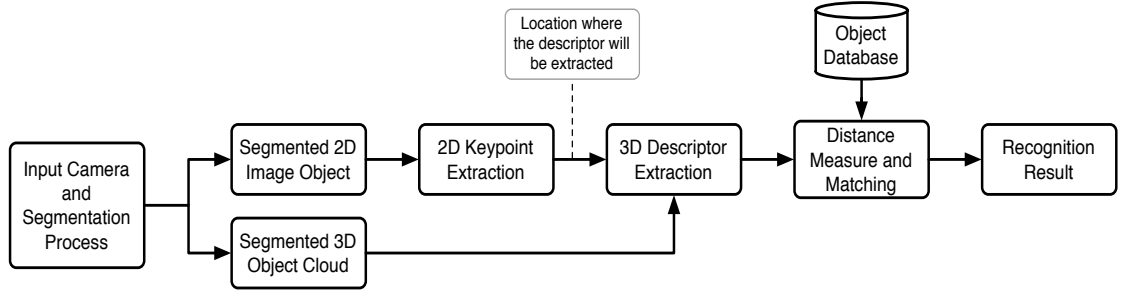 Location where
the descriptor will
be extracted
Object
Database
Input Camera
and
Segmentation
Process
Segmented 2D
Image Object
2D Keypoint
Extraction
3D Descriptor
Extraction
Distance
Measure and
Matching
Recognition
Result
Segmented 3D
Object Cloud